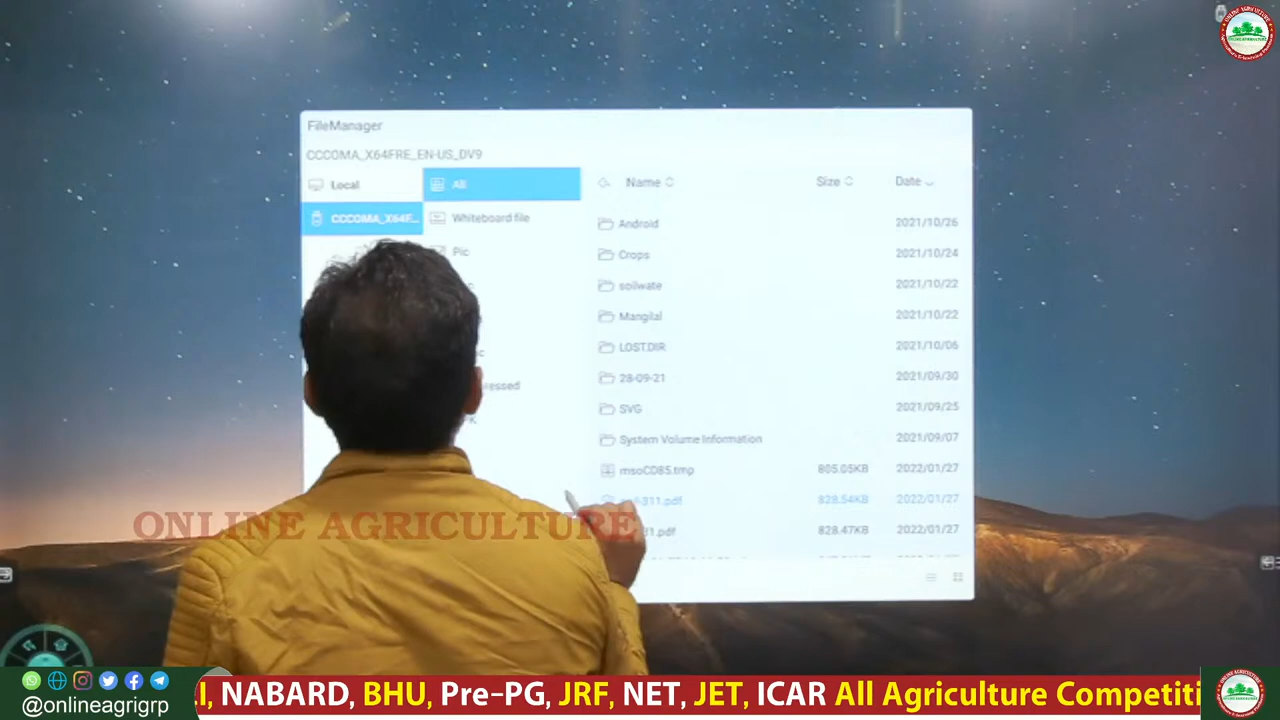 FileManager
CCCOMA_X64FRE_EN-US_DV9
Local
CCCOMA_X64F...
All
Whiteboard file
Pic
Name
Size
Date
Android 2021/10/26
Crops 2021/10/24
soilwate 2021/10/22
Mangilal 2021/10/22
LOST.DIR 2021/10/06
28-09-21 2021/09/30
SVG 2021/09/25
System Volume Information 2021/09/07
msoCD85.tmp 805.05KB 2022/01/27
311.pdf 828.54KB 2022/01/27
31.pdf 828.47KB 2022/01/27
ONLINE AGRICULTURE
NABARD, BHU, Pre-PG, JRF, NET, JET, ICAR All Agriculture Competiti
@onlineagrigrp